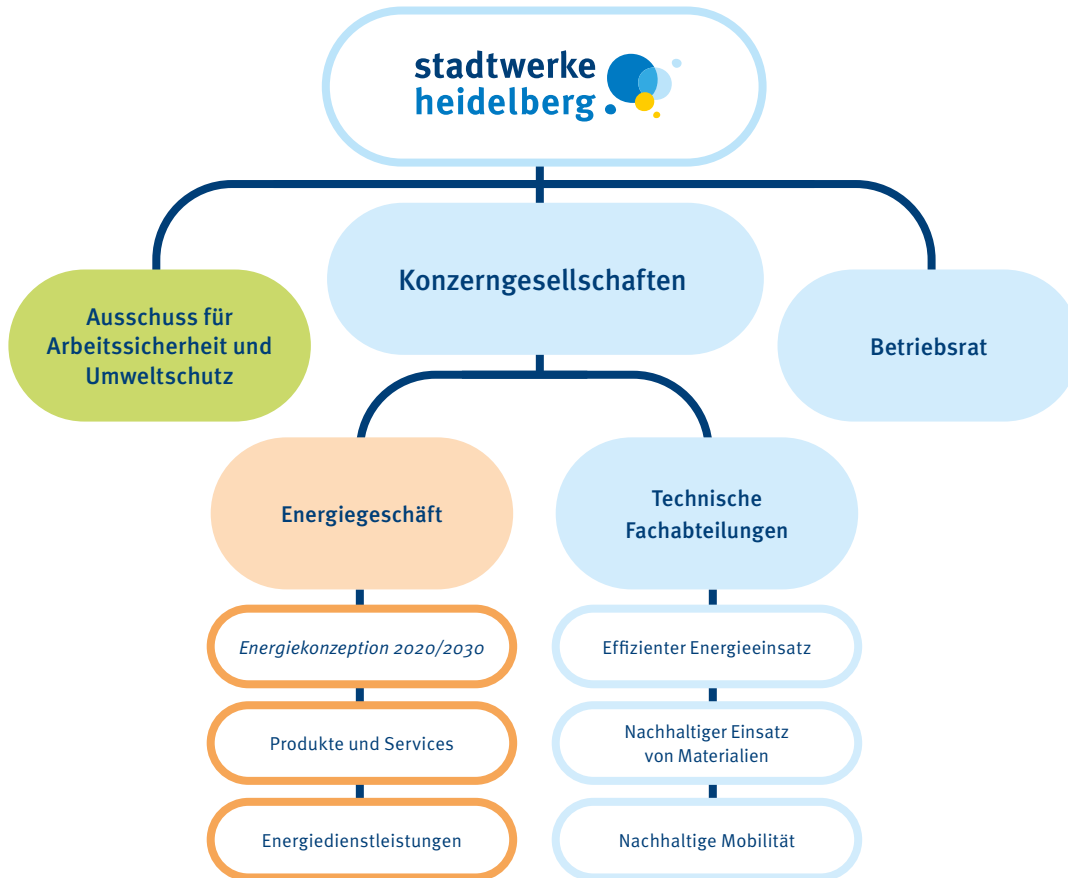 stadtwerke
heidelberg
Konzerngesellschaften
Ausschuss für
Arbeitssicherheit und
Umweltschutz
Betriebsrat
Energiegeschäft
Technische
Fachabteilungen
Energiekonzeption 2020/2030
Effizienter Energieeinsatz
Produkte und Services
Nachhaltiger Einsatz
von Materialien
Energiedienstleistungen
Nachhaltige Mobilität